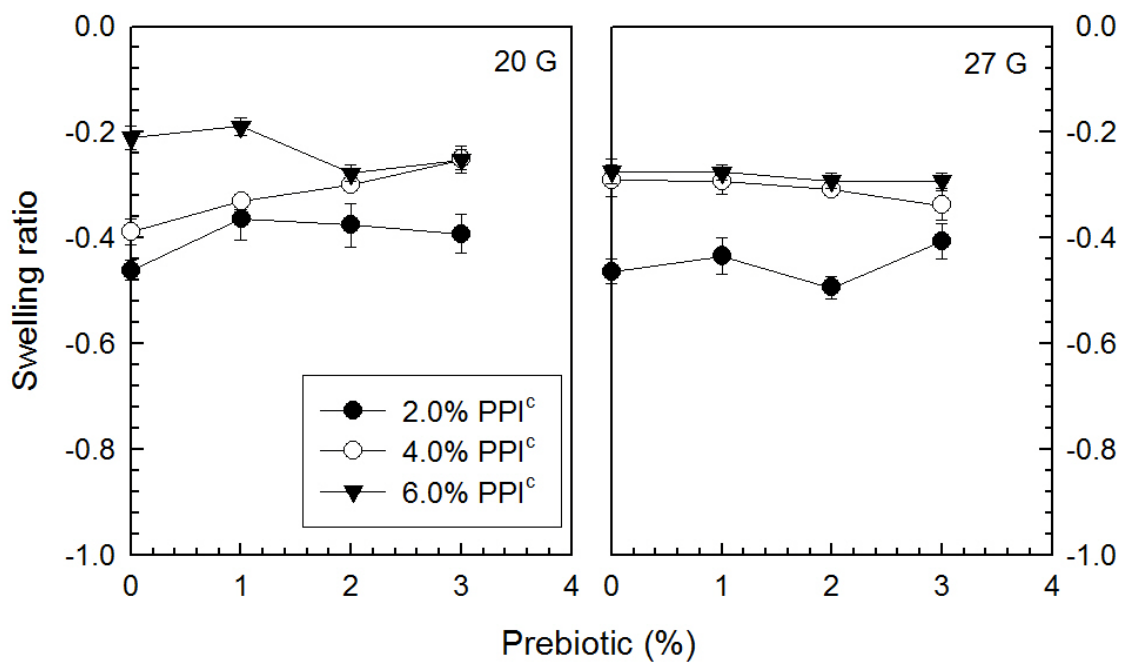 Swelling ratio
0.0
-0.2
-0.4
-0.6
-0.8
-1.0
20 G
2.0% PPIᶜ
4.0% PPIᶜ
6.0% PPIᶜ
0 1 2 3 4
27 G
0.0
-0.2
-0.4
-0.6
-0.8
-1.0
0 1 2 3 4
Prebiotic (%)